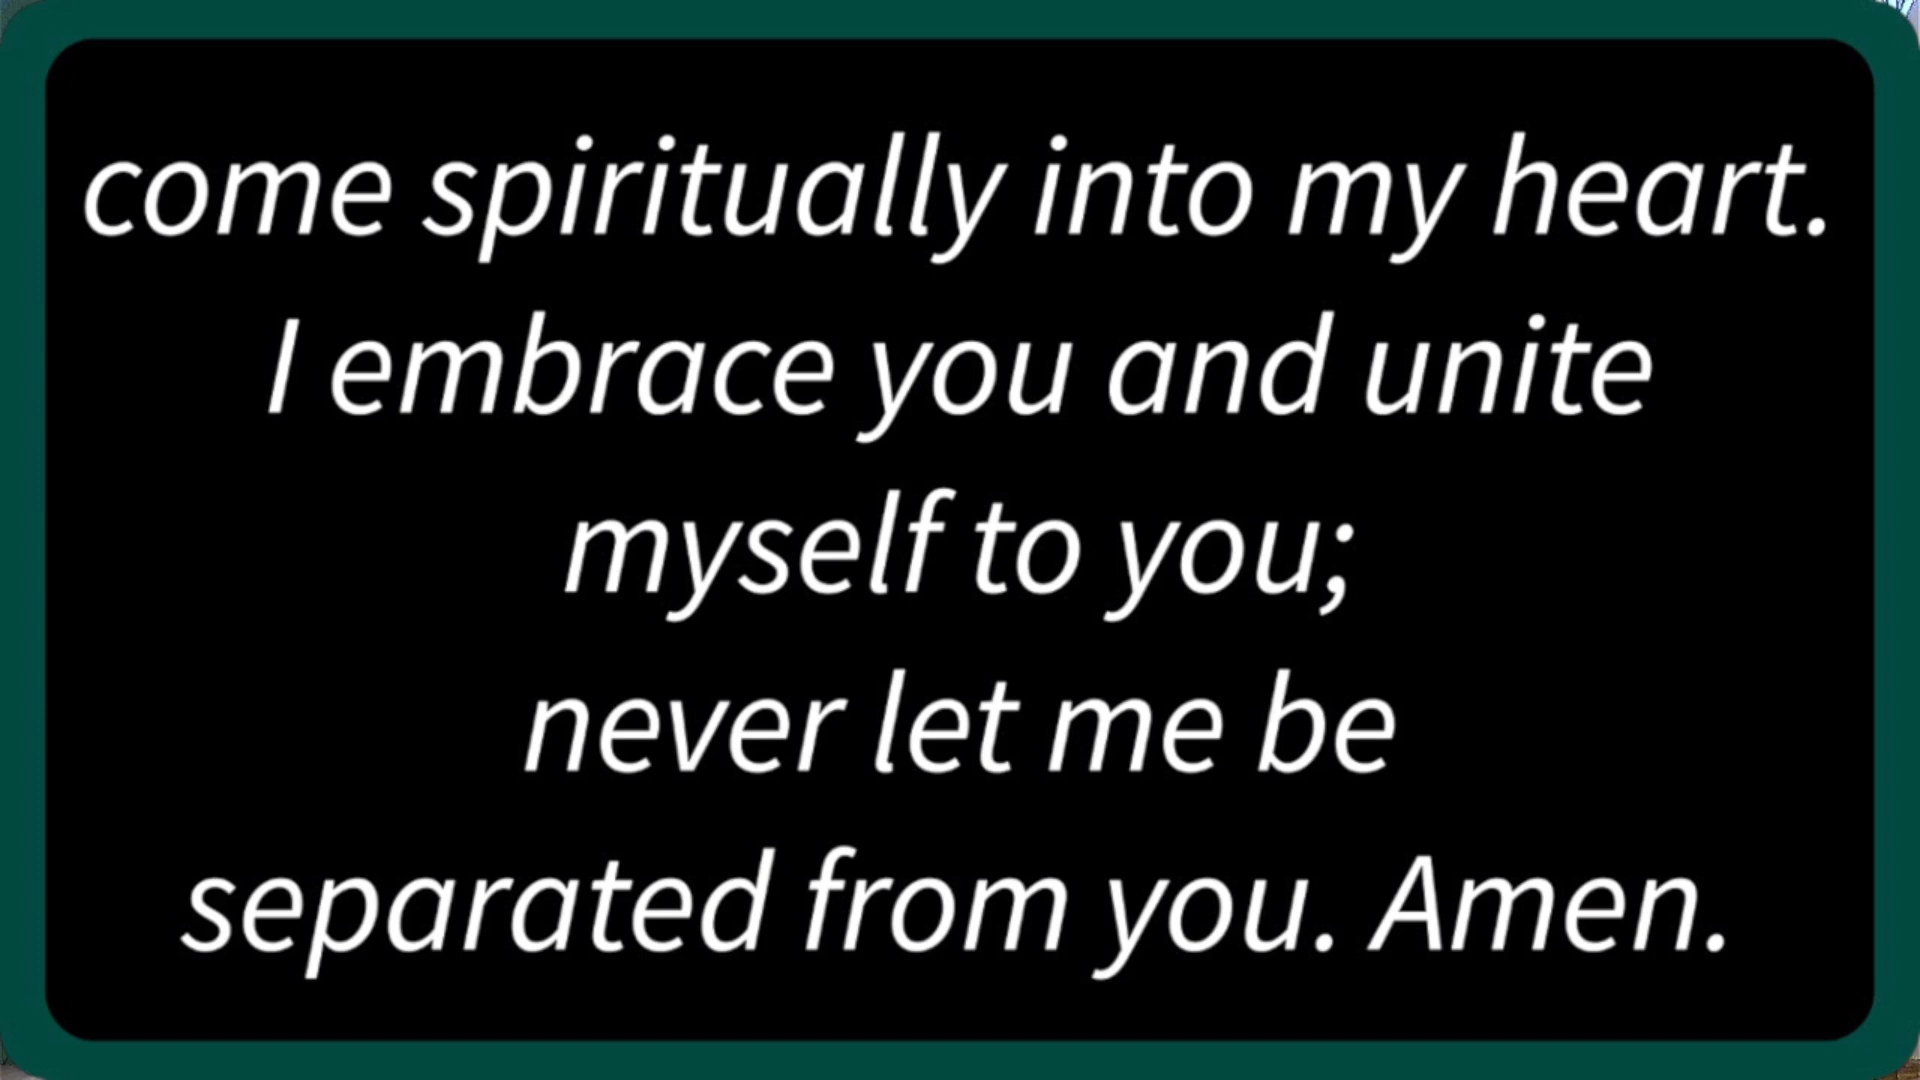 come spiritually into my heart.
I embrace you and unite
myself to you;
never let me be
separated from you. Amen.